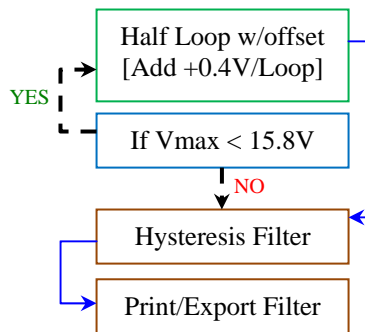 Half Loop w/offset
[Add +0.4V/Loop]
YES
If Vmax < 15.8V
NO
Hysteresis Filter
Print/Export Filter